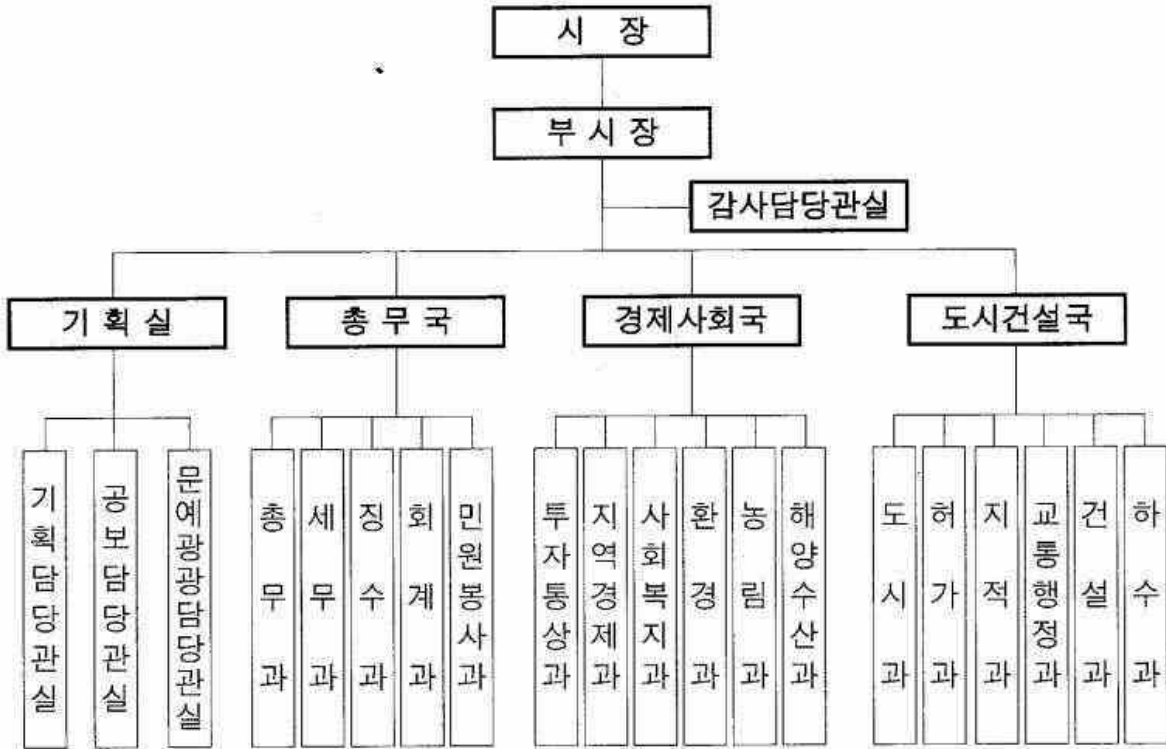 시 장
부 시 장
감사담당관실
기 획 실
총 무 국
경제사회국
도시건설국
기획담당관실
공보담당관실
문예광광담당관실
총무과
세무과
징수과
회계과
민원봉사과
투자통상과
지역경제과
사회복지과
환경과
농림과
해양수산과
도시과
허가과
지적과
교통행정과
건설과
하수과